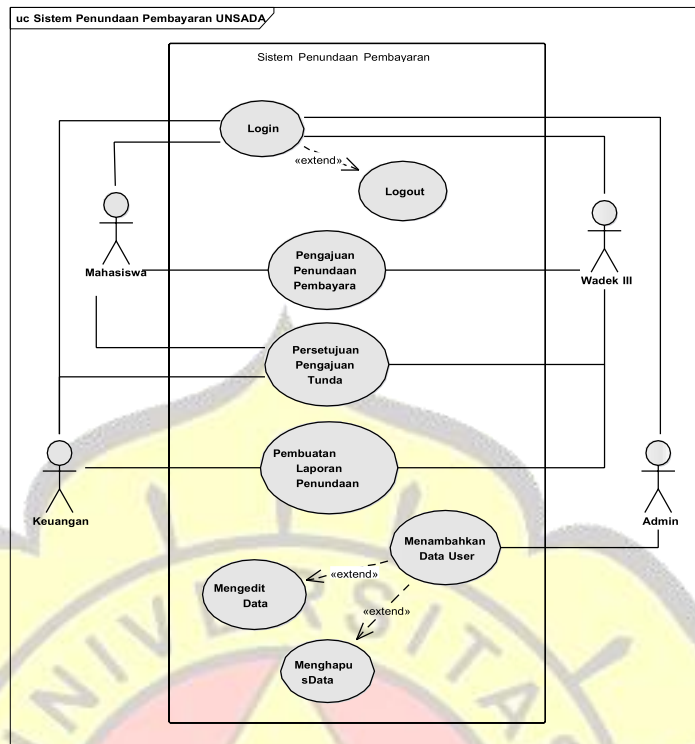 uc Sistem Penundaan Pembayaran UNSADA
Sistem Penundaan Pembayaran
Login
«extend»
Logout
Mahasiswa
Pengajuan
Penundaan
Pembayara
Wadek III
Persetujuan
Pengajuan
Tunda
Pembuatan
Laporan
Penundaan
Keuangan
Admin
Menambahkan
Data User
«extend»
Mengedit
Data
«extend»
Menghapu
sData
NIVERSITAS